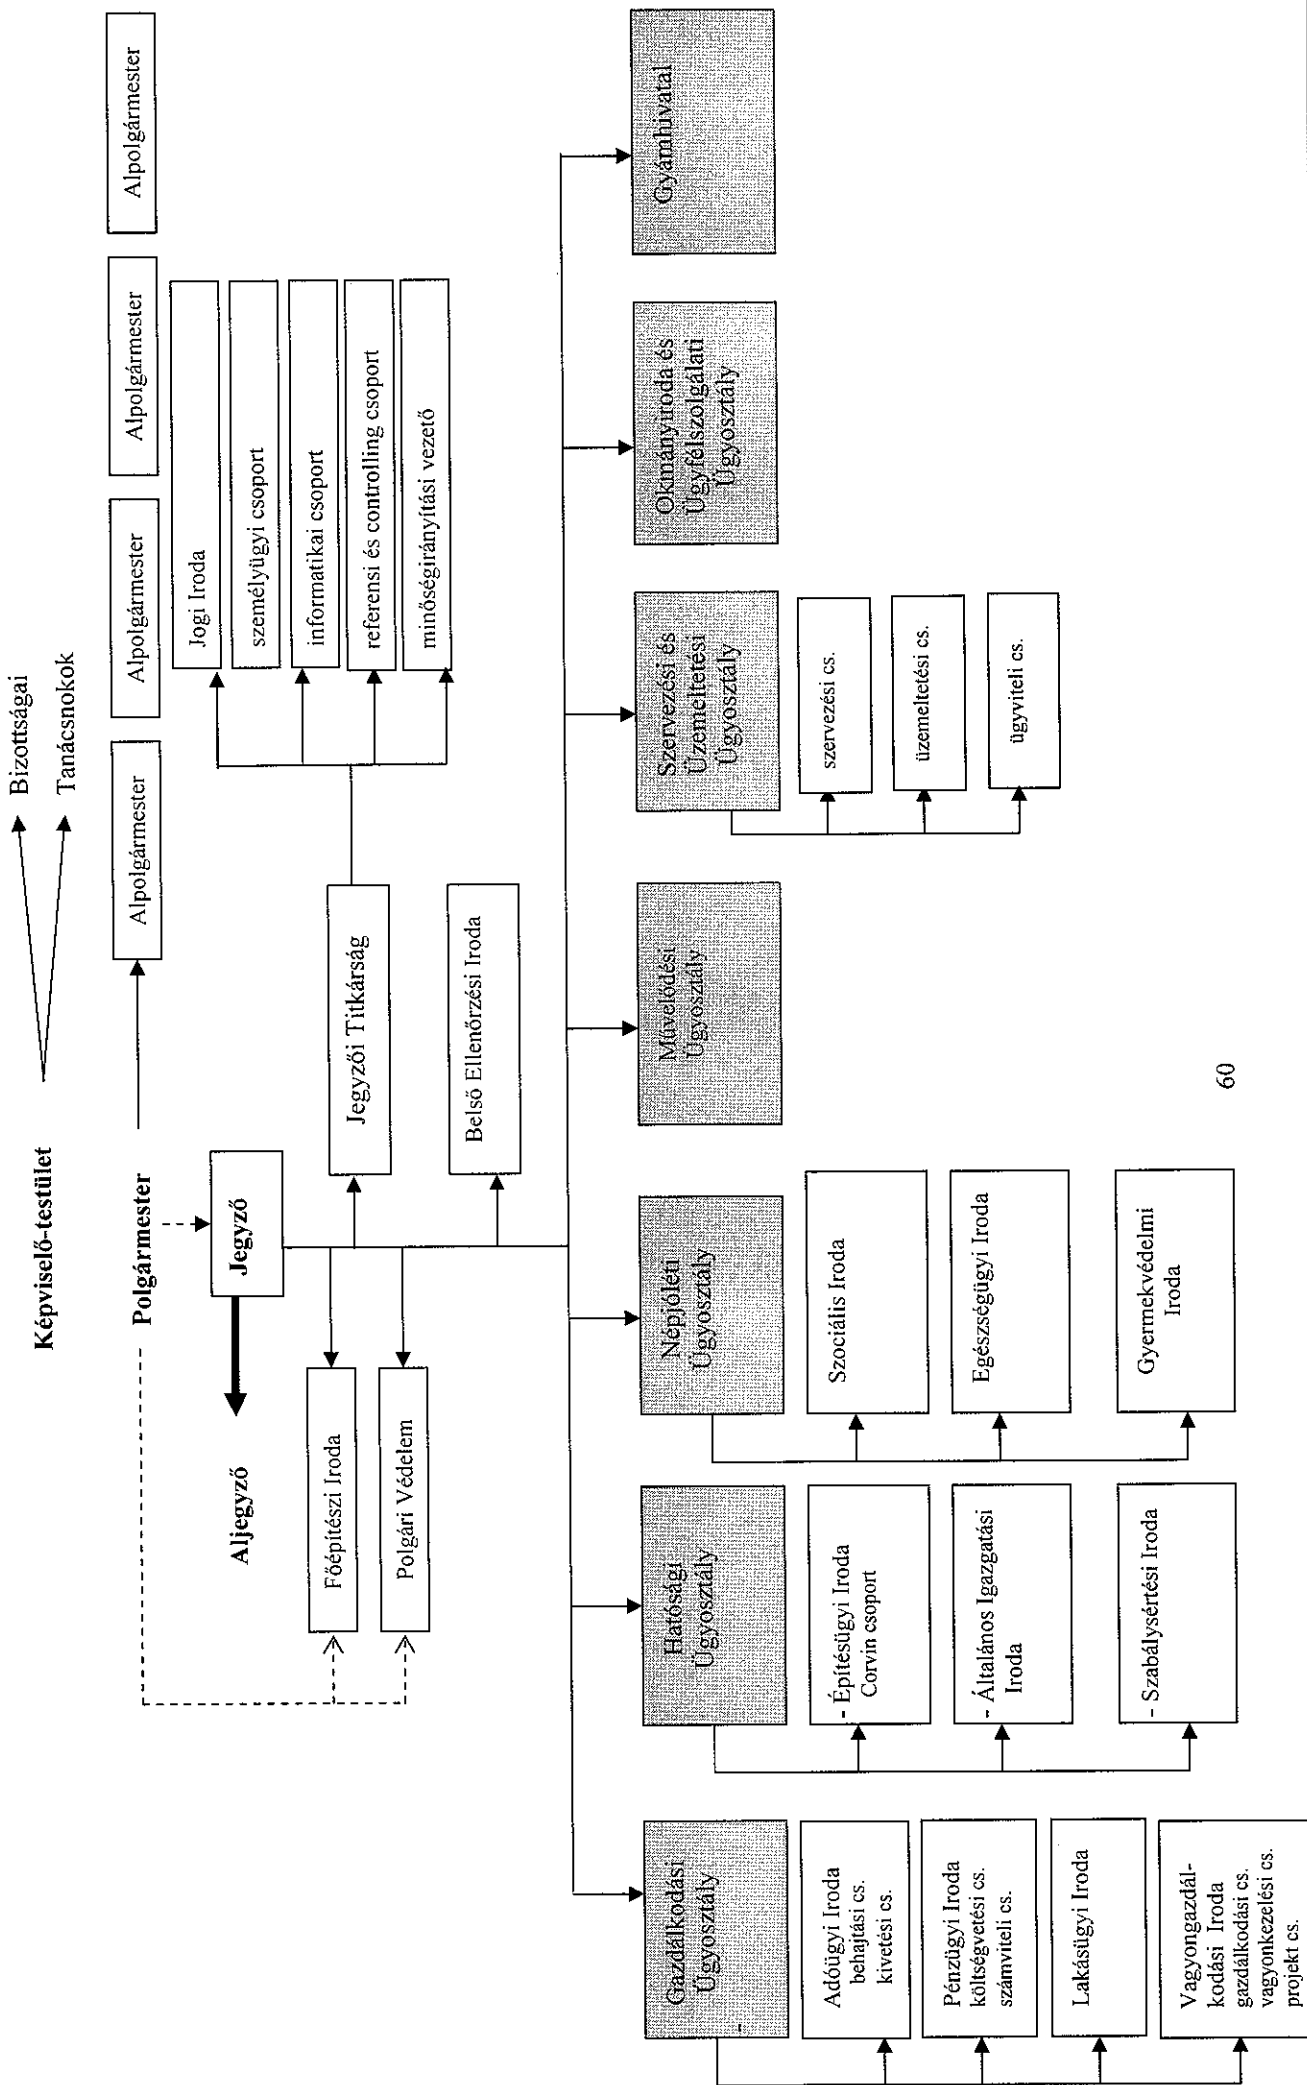 Képviselő-testület
Bizottságai
Tanácsnokok
Polgármester
Alpolgármester
Alpolgármester
Alpolgármester
Alpolgármester
Jegyző
Aljegyző
Főépítészi Iroda
Polgári Védelem
Jegyzői Titkárság
Belső Ellenőrzési Iroda
Jogi Iroda
személyügyi csoport
informatikai csoport
referensi és controlling csoport
minőségirányítási vezető
Gazdálkodási
Ügyosztály
-
Adóügyi Iroda
behajtási cs.
kivetési cs.
Pénzügyi Iroda
költségvetési cs.
számviteli cs.
Lakásügyi Iroda
Vagyongazdál-
kodási Iroda
gazdálkodási cs.
vagyonkezelési cs.
projekt cs.
Hatósági
Ügyosztály
- Építésügyi Iroda
Corvin csoport
- Általános Igazgatási
Iroda
- Szabálysértési Iroda
Népjóléti
Ügyosztály
Szociális Iroda
Egészségügyi Iroda
Gyermekvédelmi
Iroda
Művelődési
Ügyosztály
Szervezési és
Üzemeltetési
Ügyosztály
szervezési cs.
üzemeltetési cs.
ügyviteli cs.
Okmányiroda és
Ügyfélszolgálati
Ügyosztály
Gyámhivatal
60